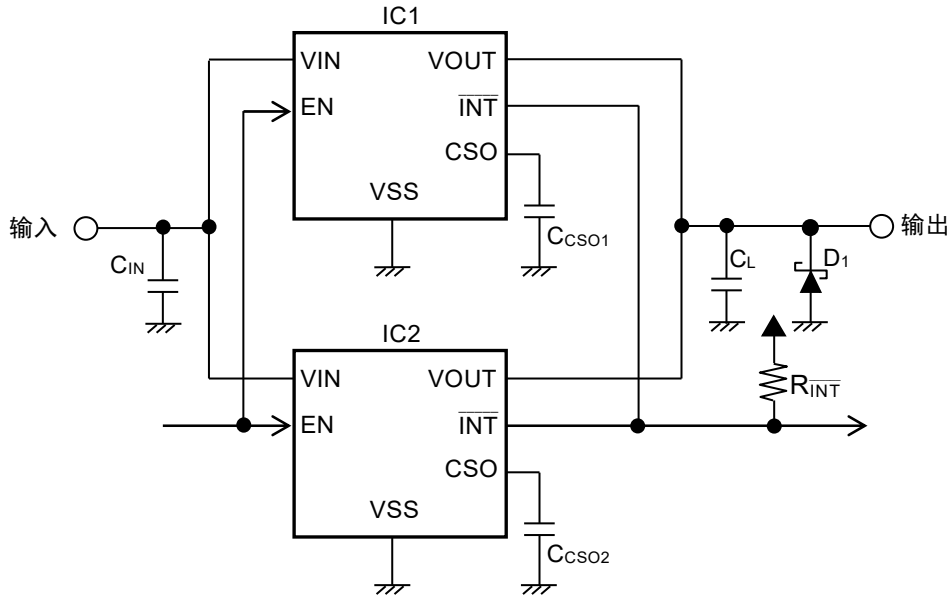 IC1
VIN
VOUT
EN
INT
CSO
VSS
CCSO1
输入
CIN
输出
CL
D1
IC2
VIN
VOUT
RINT
EN
INT
CSO
VSS
CCSO2